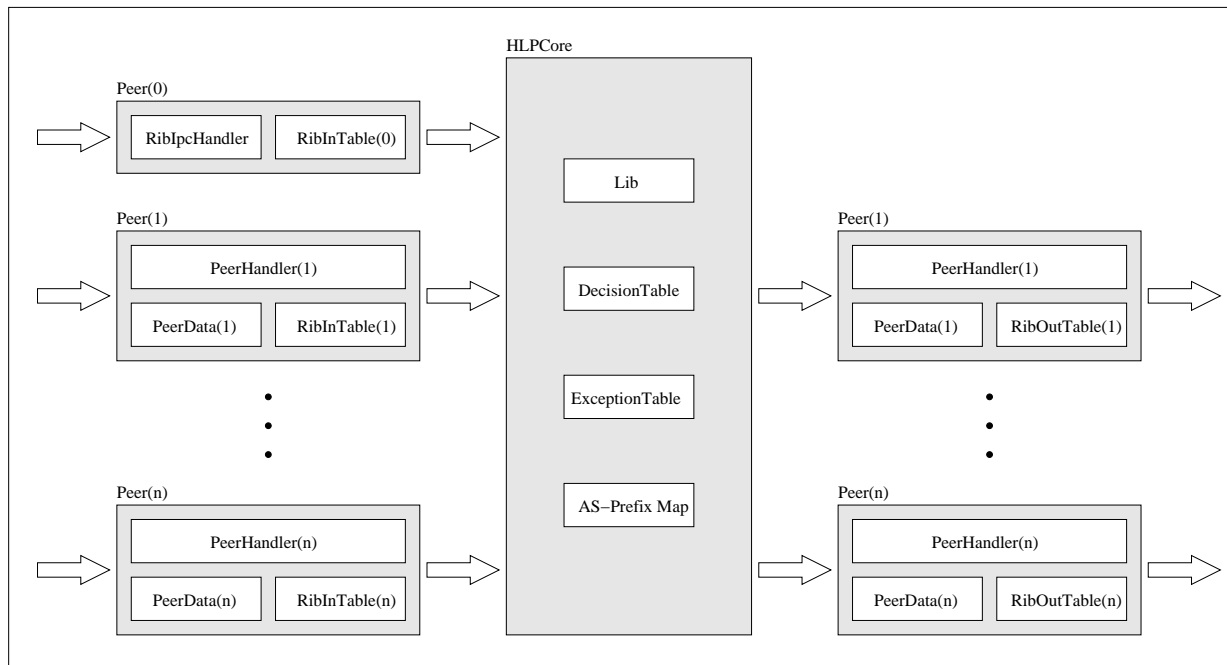 HLPCore
Peer(0)
RibIpcHandler
RibInTable(0)
Lib
Peer(1)
PeerHandler(1)
PeerData(1)
RibInTable(1)
DecisionTable
Peer(1)
PeerHandler(1)
PeerData(1)
RibOutTable(1)
ExceptionTable
AS−Prefix Map
Peer(n)
PeerHandler(n)
PeerData(n)
RibInTable(n)
Peer(n)
PeerHandler(n)
PeerData(n)
RibOutTable(n)